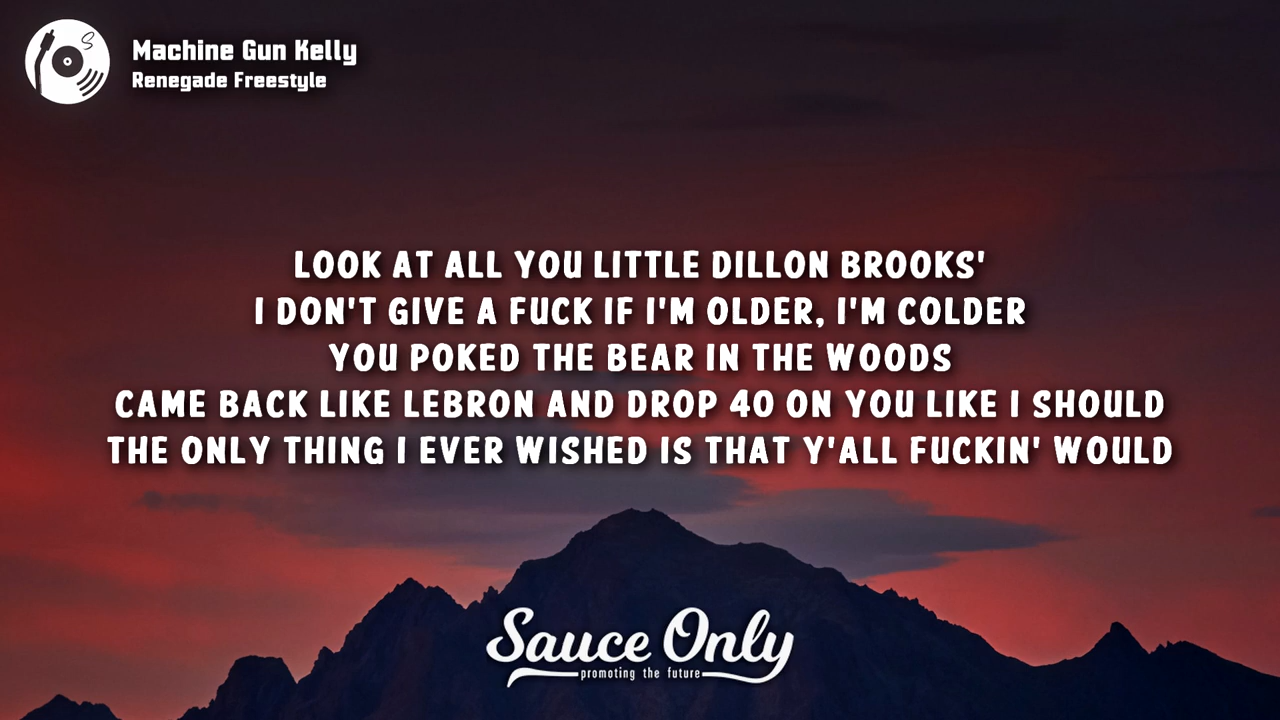 Machine Gun Kelly
Renegade Freestyle
LOOK AT ALL YOU LITTLE DILLON BROOKS'
I DON'T GIVE A FUCK IF I'M OLDER, I'M COLDER
YOU POKED THE BEAR IN THE WOODS
CAME BACK LIKE LEBRON AND DROP 40 ON YOU LIKE I SHOULD
THE ONLY THING I EVER WISHED IS THAT Y'ALL FUCKIN' WOULD
Sauce Only
promoting the future